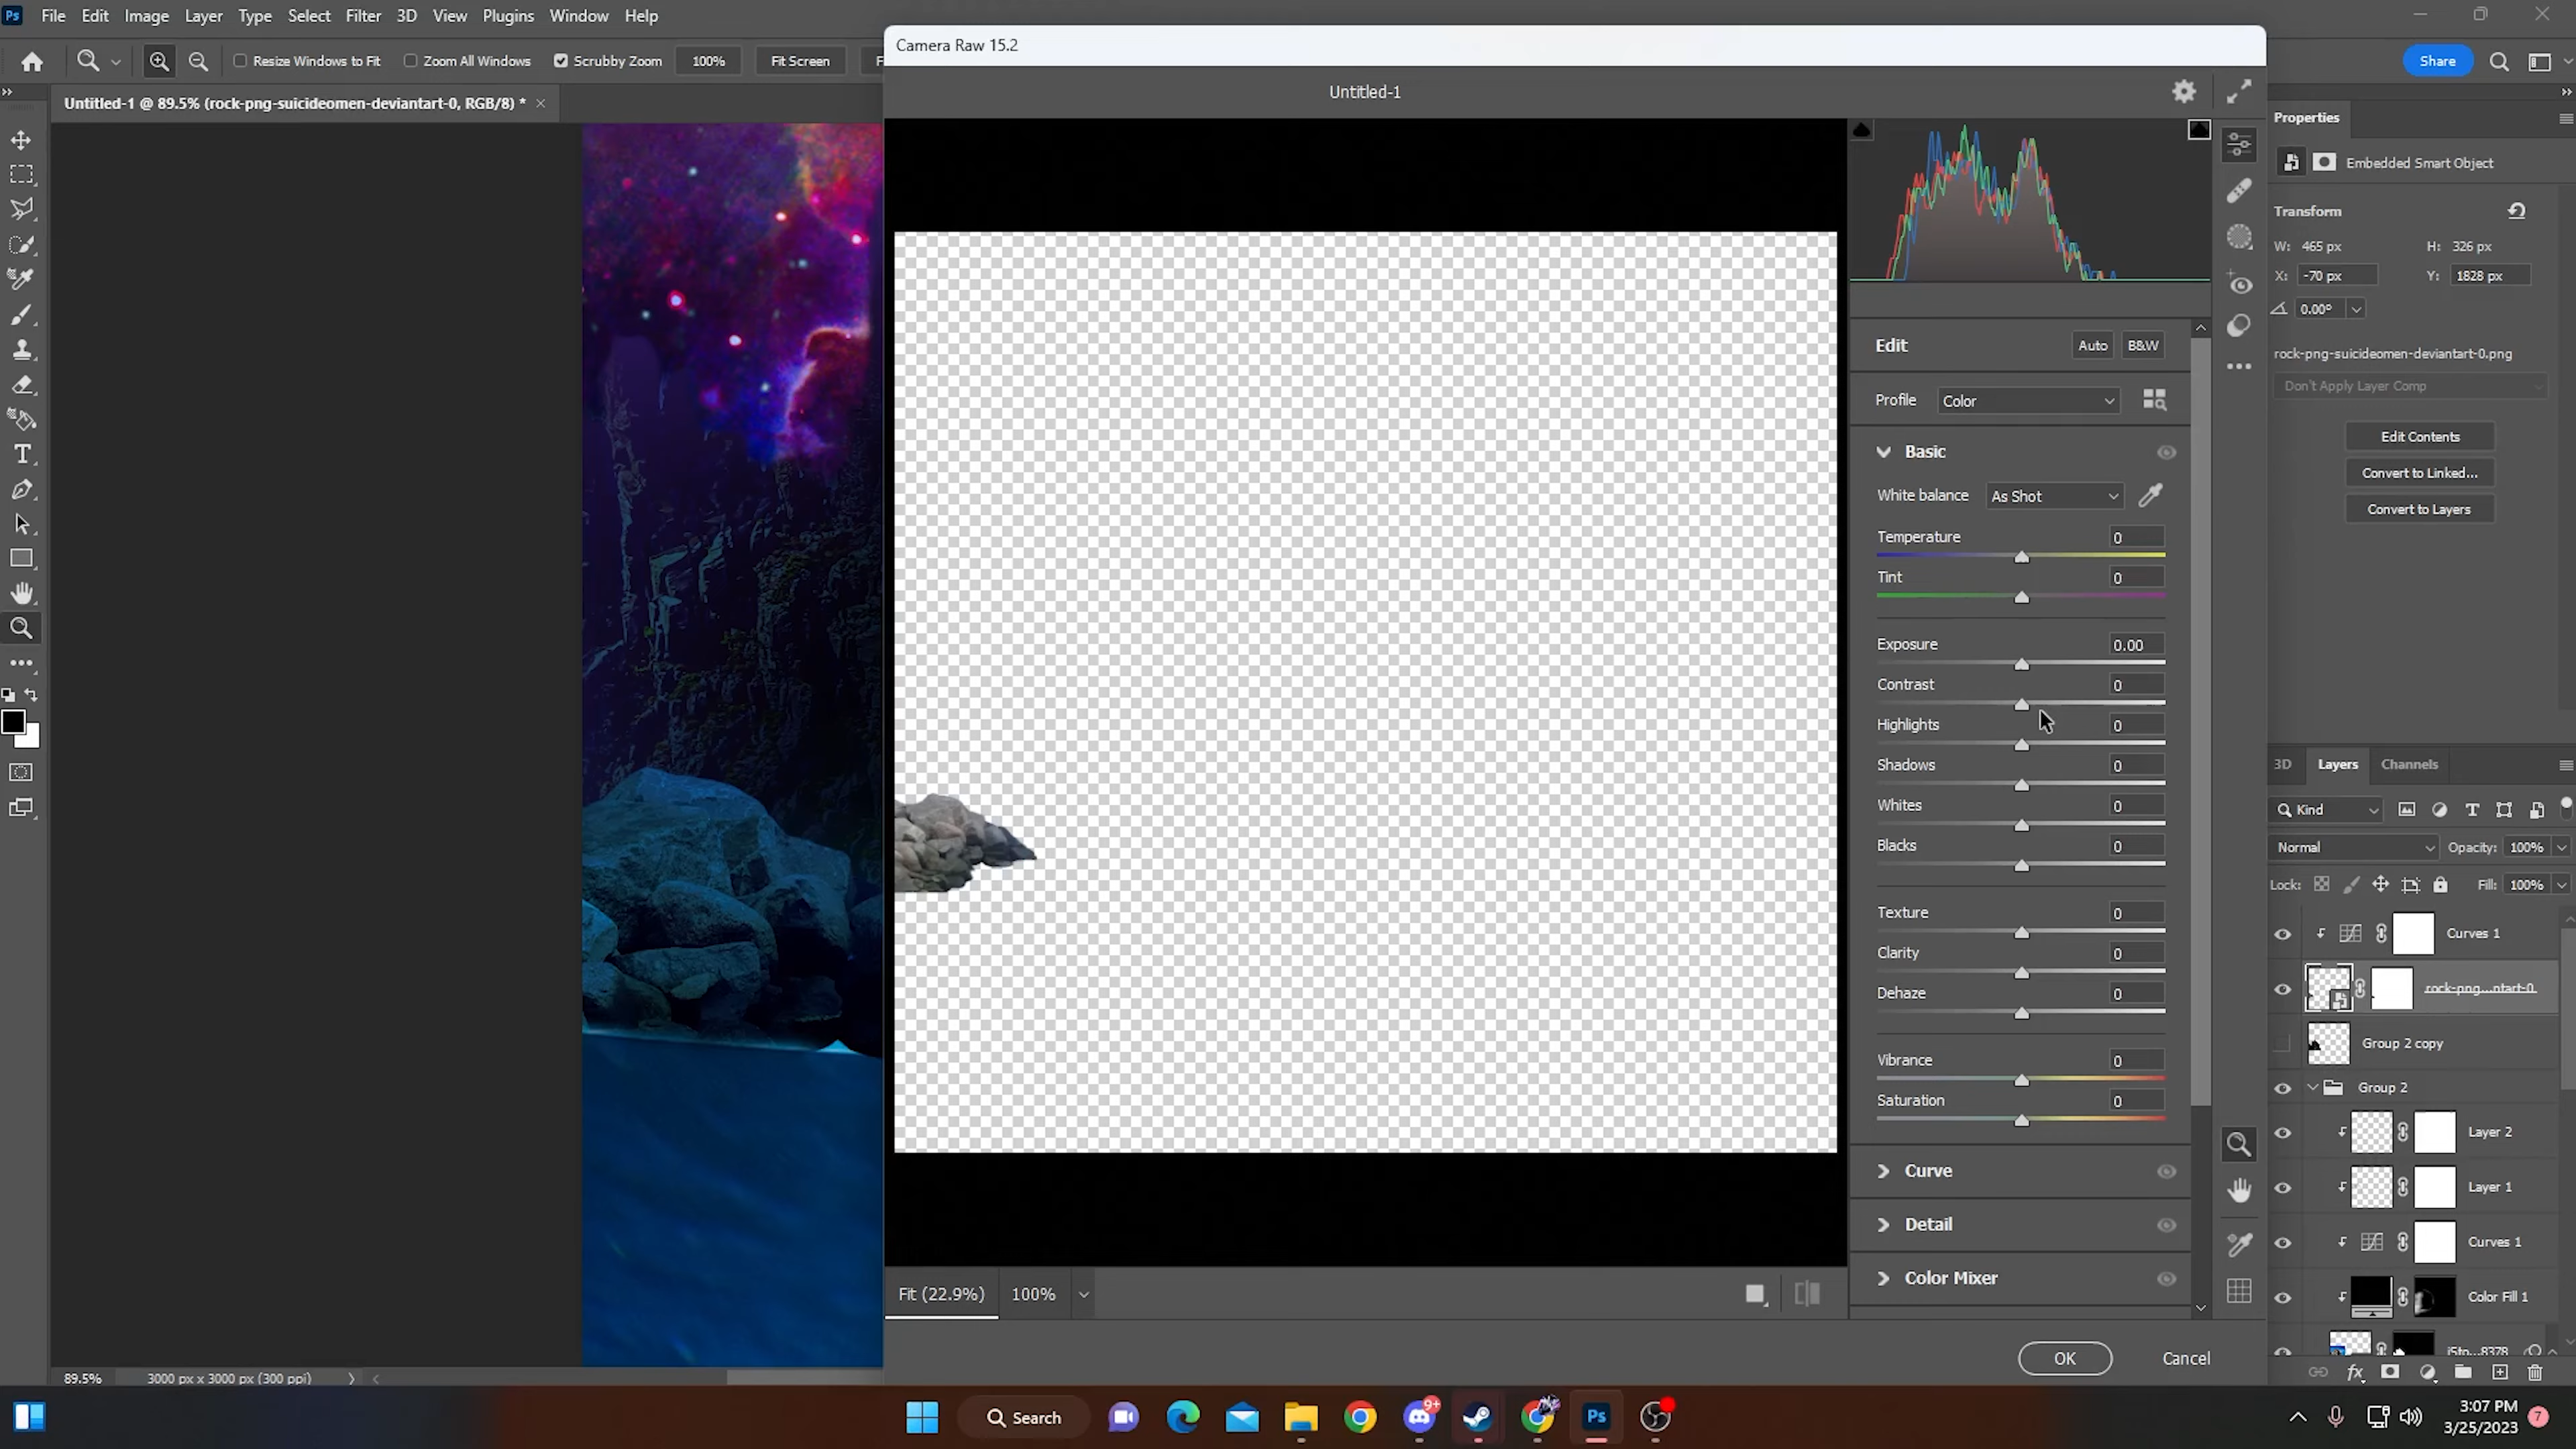 Ps File Edit Image Layer Type Select Filter 3D View Plugins Window Help
Camera Raw 15.2
Resize Windows to Fit Zoom All Windows Scrubby Zoom 100% Fit Screen F
Share
Untitled-1
Untitled-1 @ 89.5% (rock-png-suicideomen-deviantart-0, RGB/8) * ×
Properties
Embedded Smart Object
Transform
W: 465 px H: 326 px
X: -70 px Y: 1828 px
0.00°
rock-png-suicideomen-deviantart-0.png
Don't Apply Layer Comp
Edit Contents
Convert to Linked...
Convert to Layers
Edit Auto B&W
Profile Color
Basic
White balance As Shot
Temperature 0
Tint 0
Exposure 0.00
Contrast 0
Highlights 0
Shadows 0
Whites 0
Blacks 0
Texture 0
Clarity 0
Dehaze 0
Vibrance 0
Saturation 0
Curve
Detail
Color Mixer
3D Layers Channels
Kind
Normal Opacity: 100%
Lock: Fill: 100%
Curves 1
rock-png...ntart-0
Group 2 copy
Group 2
Layer 2
Layer 1
Curves 1
Color Fill 1
iSto...8378
Fit (22.9%) 100%
OK Cancel
89.5% 3000 px x 3000 px (300 ppi)
Search
9+
Ps
3:07 PM
3/25/2023
7